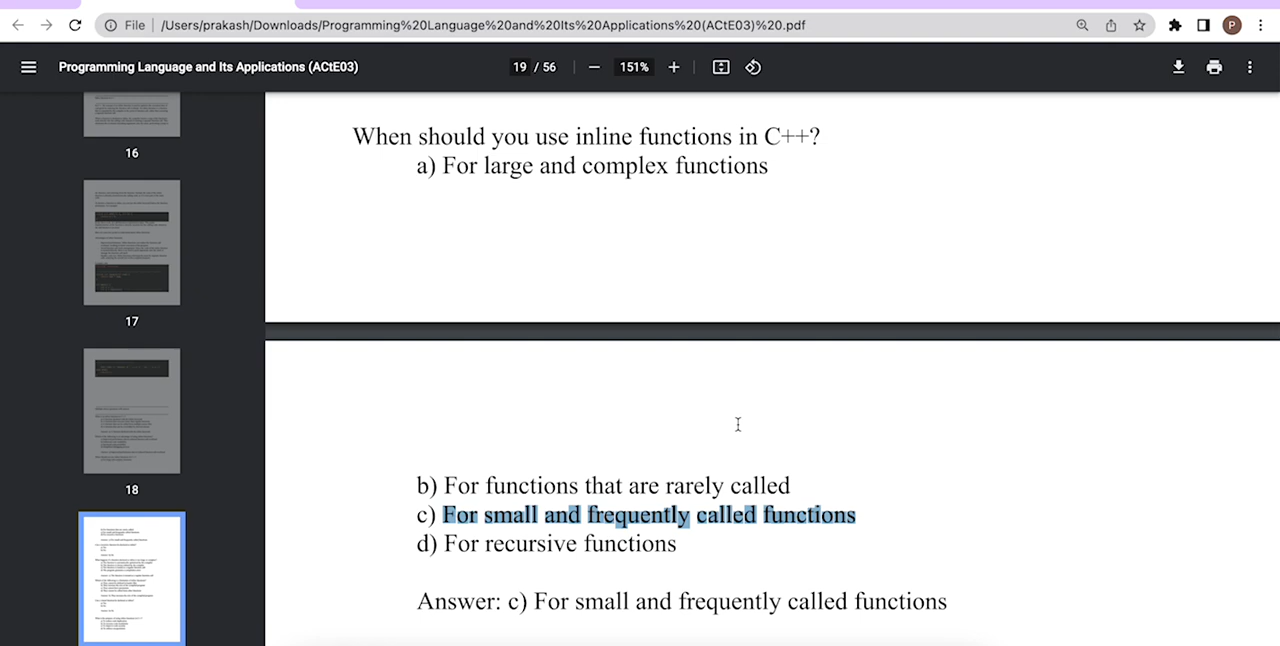 File /Users/prakash/Downloads/Programming%20Language%20and%20Its%20Applications%20(ACtE03)%20.pdf
P
Programming Language and Its Applications (ACtE03)
19 / 56
151%
16
17
18
When should you use inline functions in C++?
a) For large and complex functions
b) For functions that are rarely called
c) For small and frequently called functions
d) For recursive functions
Answer: c) For small and frequently called functions